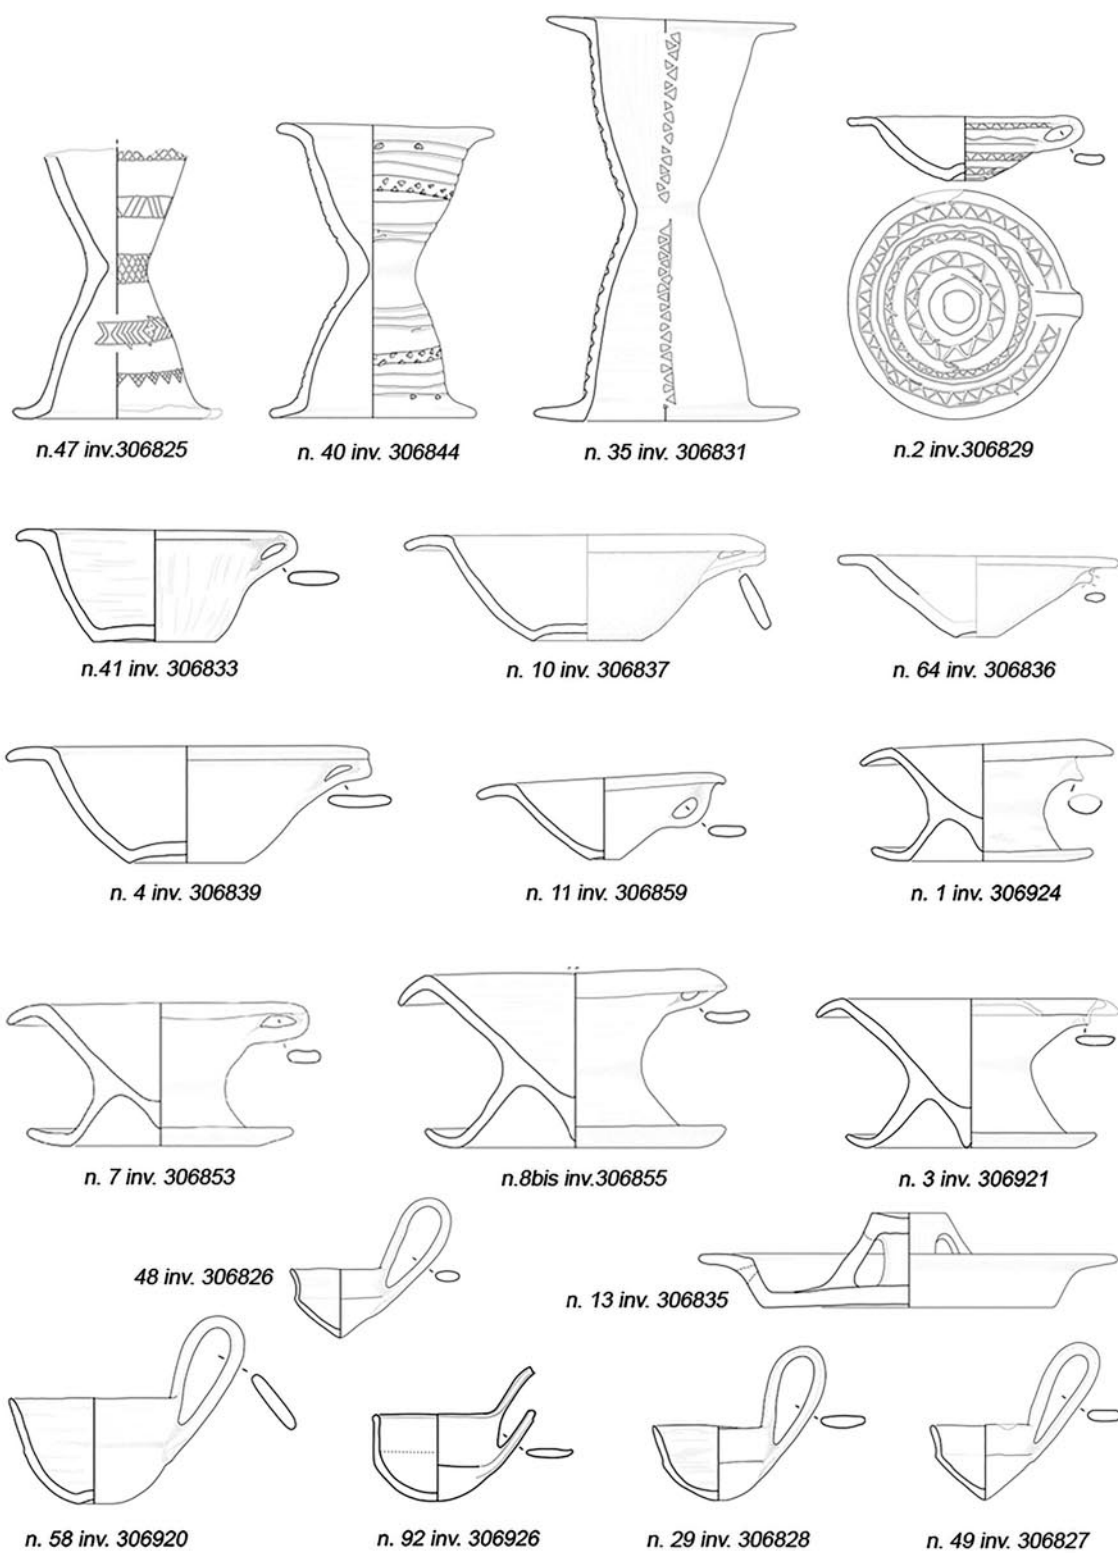 n.47 inv.306825
n. 40 inv. 306844
n. 35 inv. 306831
n.2 inv.306829
n.41 inv. 306833
n. 10 inv. 306837
n. 64 inv. 306836
n. 4 inv. 306839
n. 11 inv. 306859
n. 1 inv. 306924
n. 7 inv. 306853
n.8bis inv.306855
n. 3 inv. 306921
48 inv. 306826
n. 13 inv. 306835
n. 58 inv. 306920
n. 92 inv. 306926
n. 29 inv. 306828
n. 49 inv. 306827